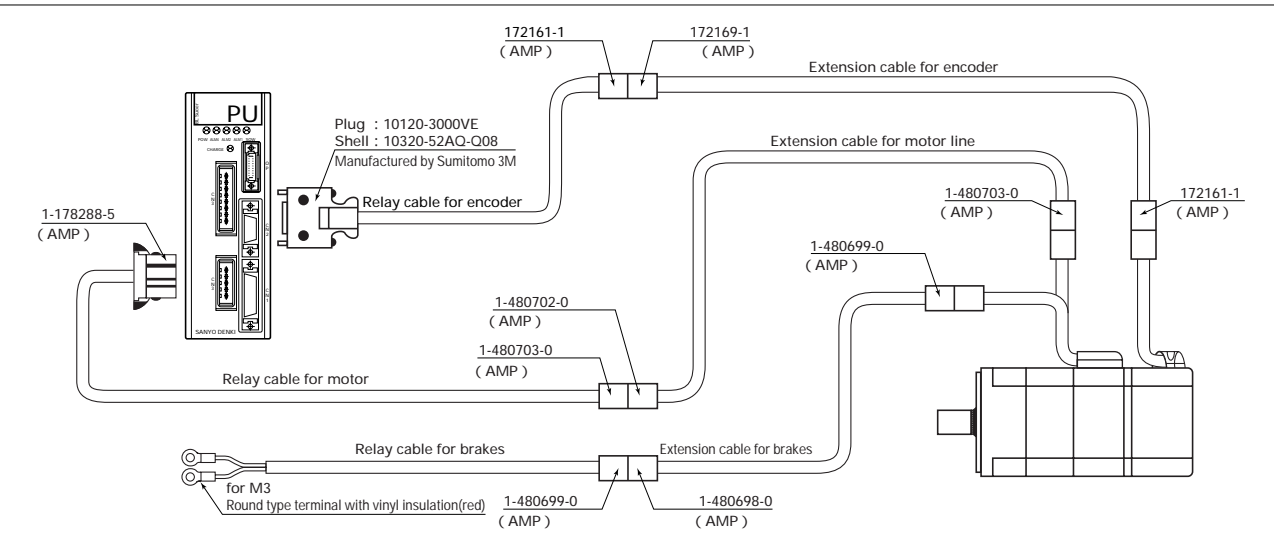 172161-1
( AMP )
172169-1
( AMP )
Extension cable for encoder
PU
Plug : 10120-3000VE
Shell : 10320-52AQ-Q08
Manufactured by Sumitomo 3M
Extension cable for motor line
CHARGE
1-480703-0
( AMP )
172161-1
( AMP )
Relay cable for encoder
1-178288-5
( AMP )
1-480699-0
( AMP )
1-480702-0
( AMP )
SANYO DENKI
1-480703-0
( AMP )
Relay cable for motor
Relay cable for brakes
Extension cable for brakes
for M3
Round type terminal with vinyl insulation(red)
1-480699-0
( AMP )
1-480698-0
( AMP )